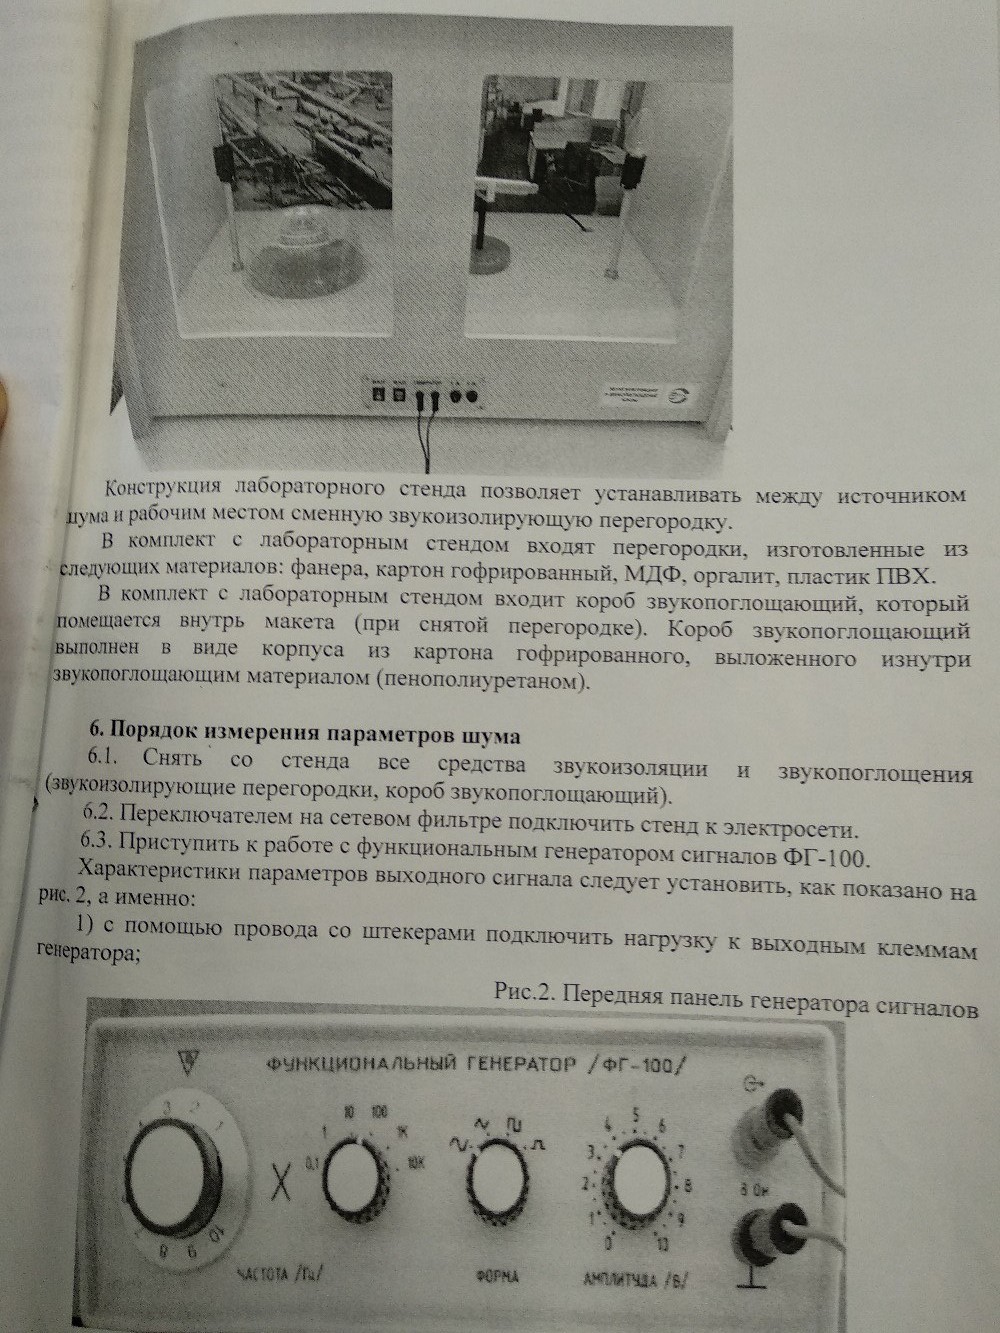 Конструкция лабораторного стенда позволяет устанавливать между источником
шума и рабочим местом сменную звукоизолирующую перегородку.
В комплект с лабораторным стендом входят перегородки, изготовленные из
следующих материалов: фанера, картон гофрированный, МДФ, оргалит, пластик ПВХ.
В комплект с лабораторным стендом входит короб звукопоглощающий, который
помещается внутрь макета (при снятой перегородке). Короб звукопоглощающий
выполнен в виде корпуса из картона гофрированного, выложенного изнутри
звукопоглощающим материалом (пенополиуретаном).
6. Порядок измерения параметров шума
6.1. Снять со стенда все средства звукоизоляции и звукопоглощения
(звукоизолирующие перегородки, короб звукопоглощающий).
6.2. Переключателем на сетевом фильтре подключить стенд к электросети.
6.3. Приступить к работе с функциональным генератором сигналов ФГ-100.
Характеристики параметров выходного сигнала следует установить, как показано на
рис. 2, а именно:
1) с помощью провода со штекерами подключить нагрузку к выходным клеммам
генератора;
Рис.2. Передняя панель генератора сигналов
ФУНКЦИОНАЛЬНЫЙ ГЕНЕРАТОР /ФГ-100/
3 2 1
10 9 8
X
0,1 1 10 100 1К 10К
0 1 2 3 4 5 6 7 8 9 10
8 Ом
ЧАСТОТА /Гц/
ФОРМА
АМПЛИТУДА /В/